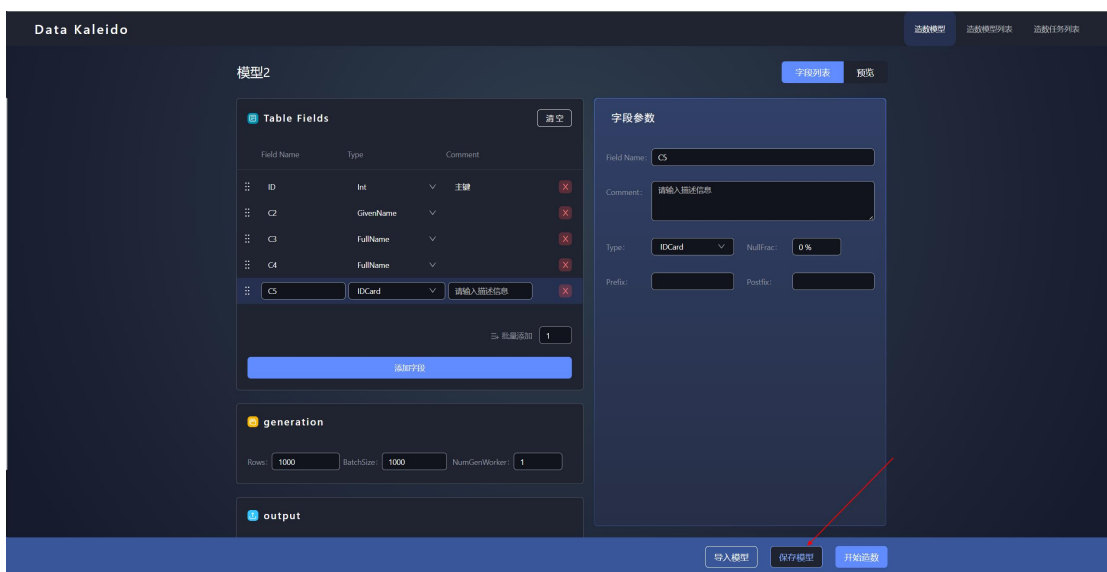 Data Kaleido 造数模型 造数模型列表 造数任务列表
模型2 字段列表 预览
Table Fields 清空
Field Name Type Comment
ID Int 主键 X
C2 GivenName X
C3 FullName X
C4 FullName X
C5 IDCard 请输入描述信息 X
批量添加 1
添加字段
generation
Rows: 1000 BatchSize: 1000 NumGenWorker: 1
output
字段参数
Field Name: C5
Comment: 请输入描述信息
Type: IDCard NullFrac: 0 %
Prefix: Postfix:
导入模型 保存模型 开始造数